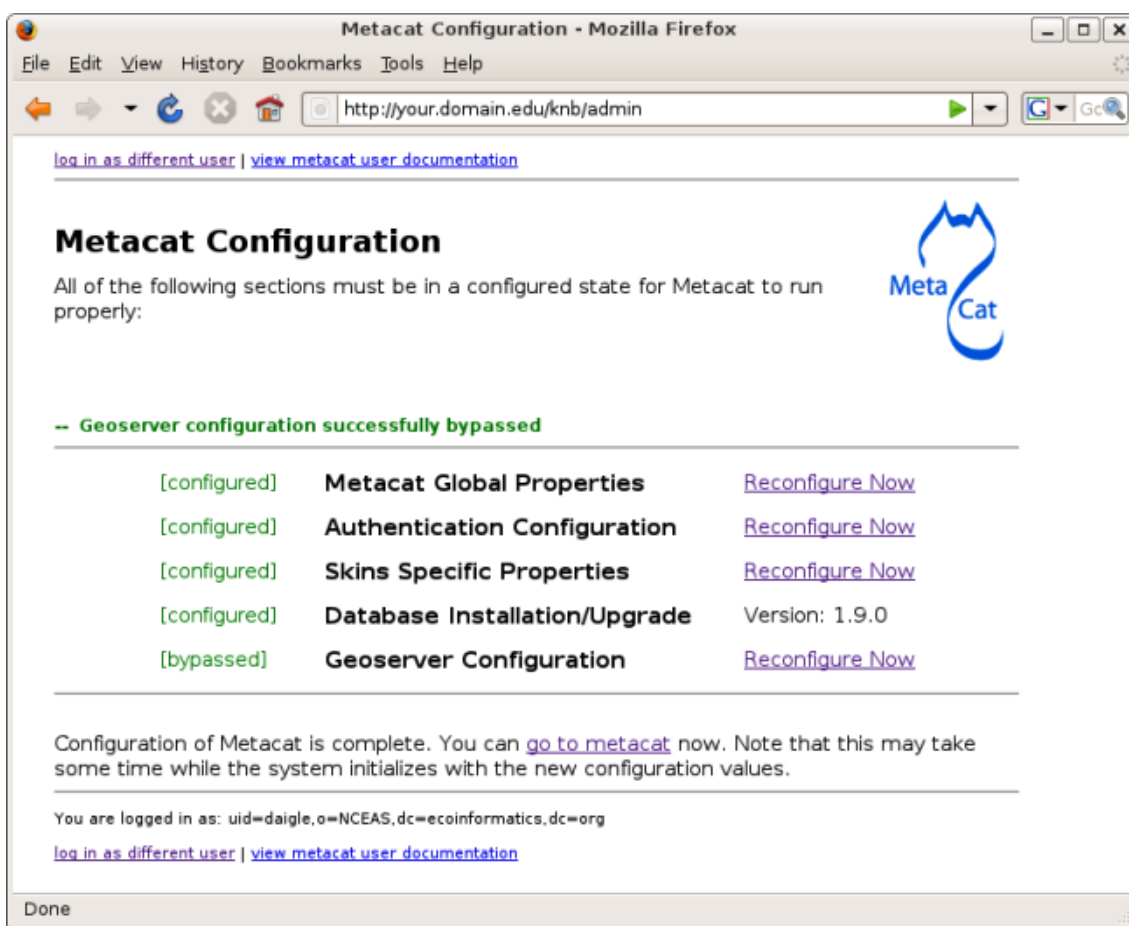 Metacat Configuration - Mozilla Firefox
File Edit View History Bookmarks Tools Help
http://your.domain.edu/knb/admin
G
log in as different user | view metacat user documentation
Metacat Configuration
All of the following sections must be in a configured state for Metacat to run
properly:
Meta
Cat
-- Geoserver configuration successfully bypassed
[configured] Metacat Global Properties Reconfigure Now
[configured] Authentication Configuration Reconfigure Now
[configured] Skins Specific Properties Reconfigure Now
[configured] Database Installation/Upgrade Version: 1.9.0
[bypassed] Geoserver Configuration Reconfigure Now
Configuration of Metacat is complete. You can go to metacat now. Note that this may take
some time while the system initializes with the new configuration values.
You are logged in as: uid=daigle,o=NCEAS,dc=ecoinformatics,dc=org
log in as different user | view metacat user documentation
Done